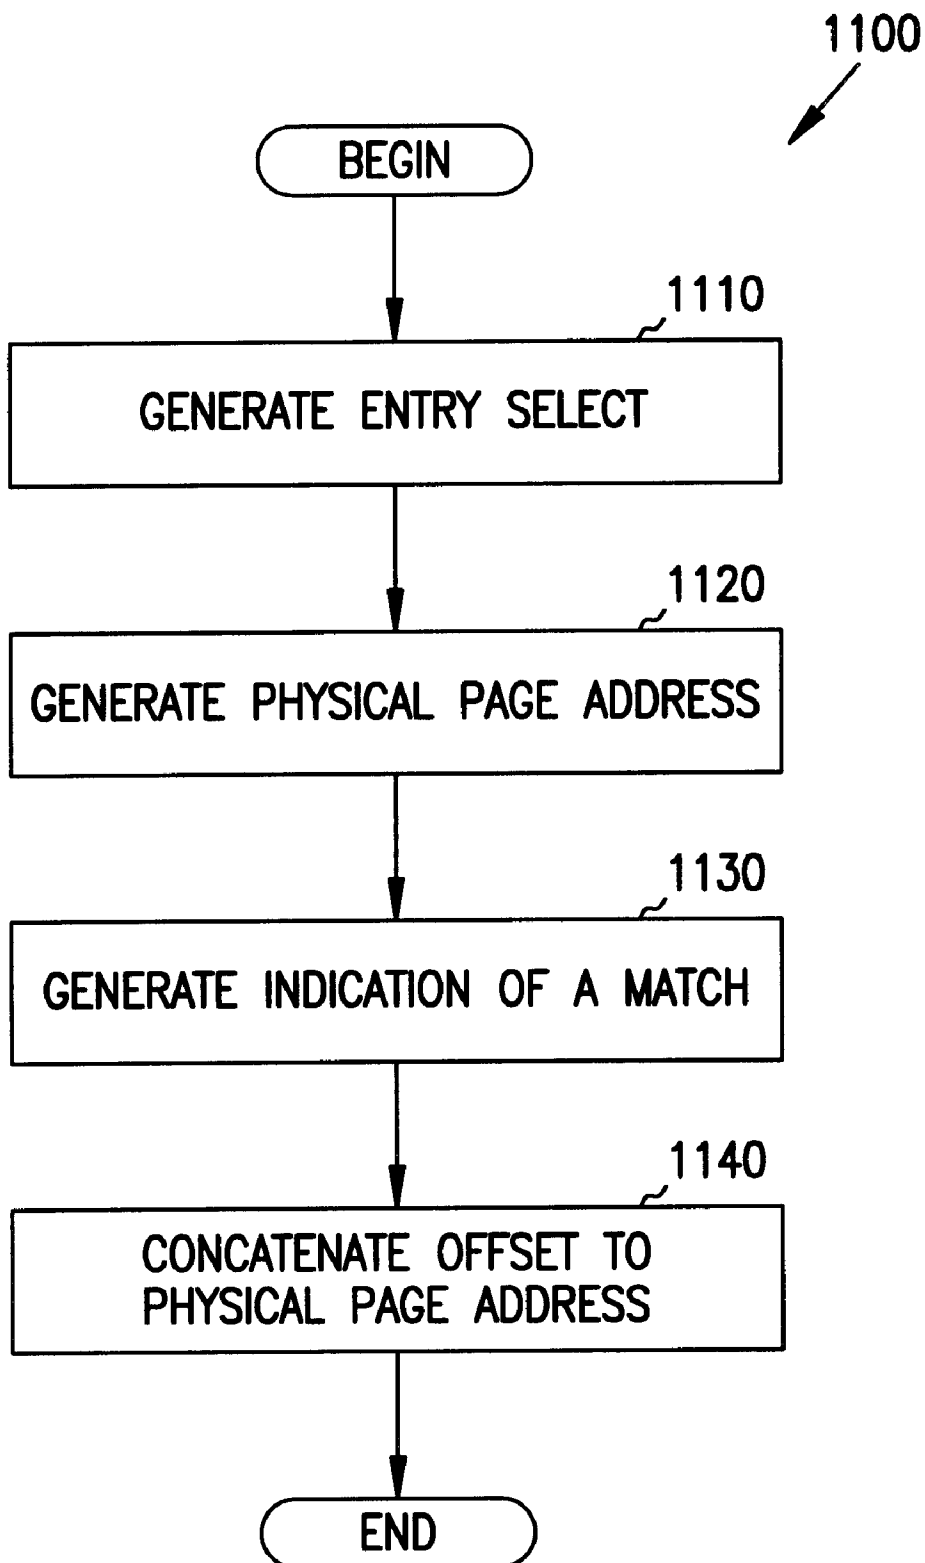 1100
BEGIN
1110
GENERATE ENTRY SELECT
1120
GENERATE PHYSICAL PAGE ADDRESS
1130
GENERATE INDICATION OF A MATCH
1140
CONCATENATE OFFSET TO
PHYSICAL PAGE ADDRESS
END